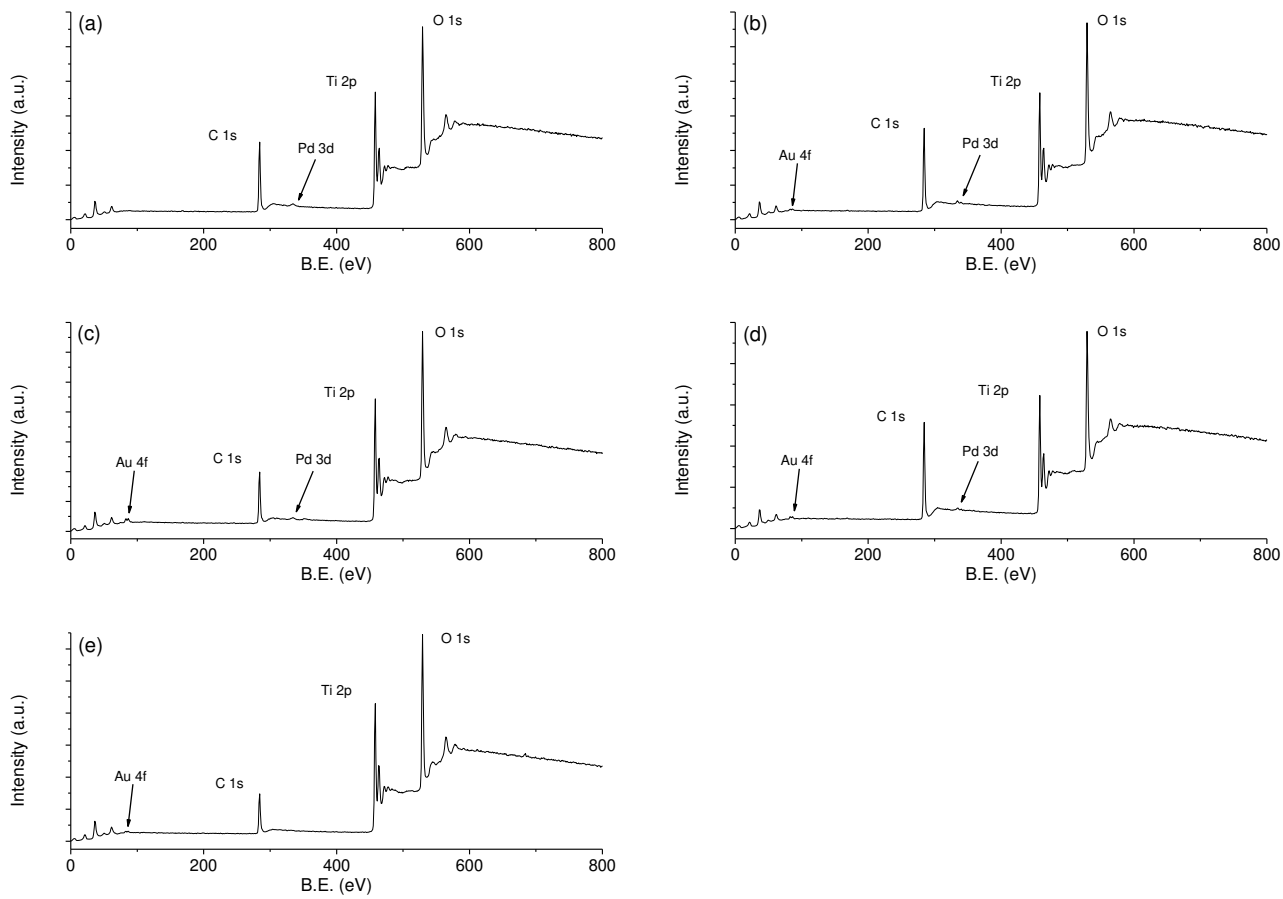 (a)
O 1s
Ti 2p
C 1s
Pd 3d
Intensity (a.u.)
0
200
400
600
800
B.E. (eV)
(b)
O 1s
Ti 2p
C 1s
Pd 3d
Au 4f
Intensity (a.u.)
0
200
400
600
800
B.E. (eV)
(c)
O 1s
Ti 2p
Au 4f
C 1s
Pd 3d
Intensity (a.u.)
0
200
400
600
800
B.E. (eV)
(d)
O 1s
Ti 2p
C 1s
Pd 3d
Au 4f
Intensity (a.u.)
0
200
400
600
800
B.E. (eV)
(e)
O 1s
Ti 2p
Au 4f
C 1s
Intensity (a.u.)
0
200
400
600
800
B.E. (eV)